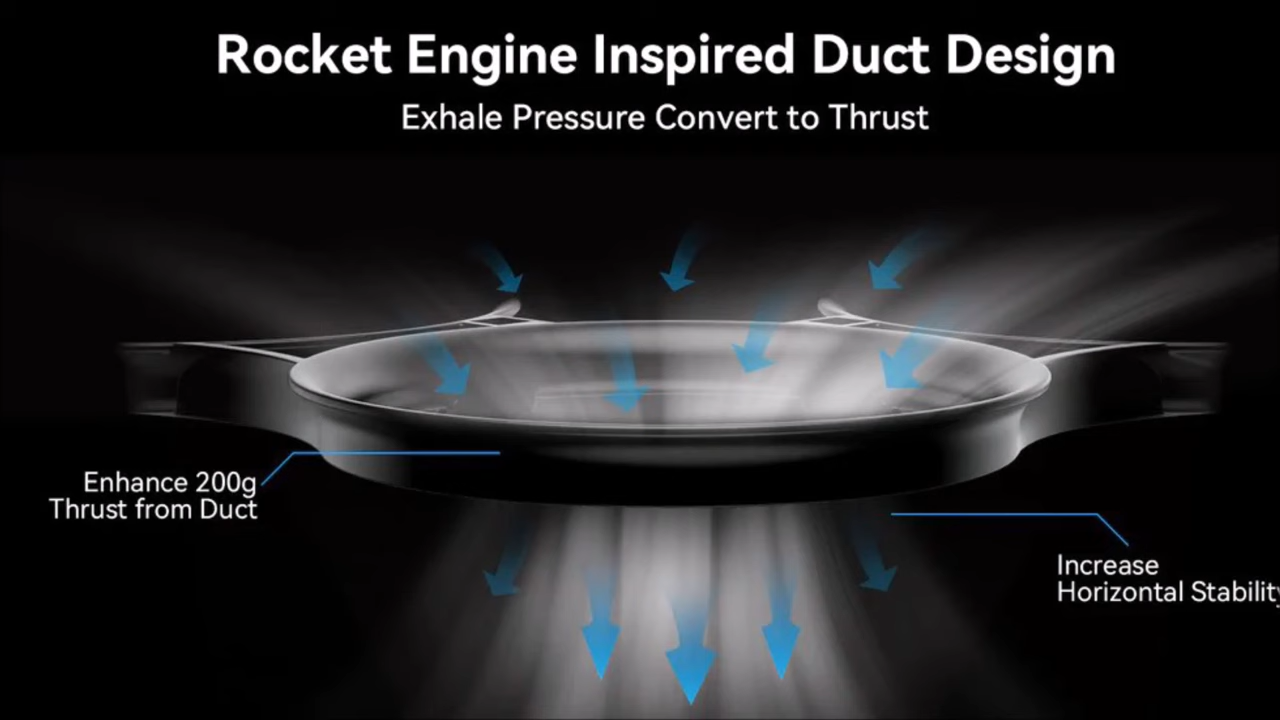 Rocket Engine Inspired Duct Design
Exhale Pressure Convert to Thrust
Enhance 200g
Thrust from Duct
Increase
Horizontal Stability